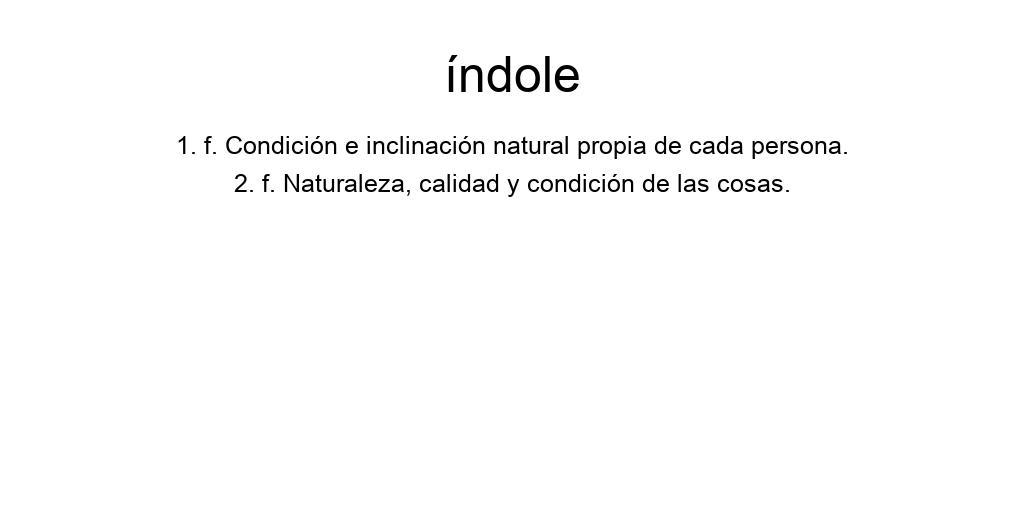 índole
1. f. Condición e inclinación natural propia de cada persona.
2. f. Naturaleza, calidad y condición de las cosas.